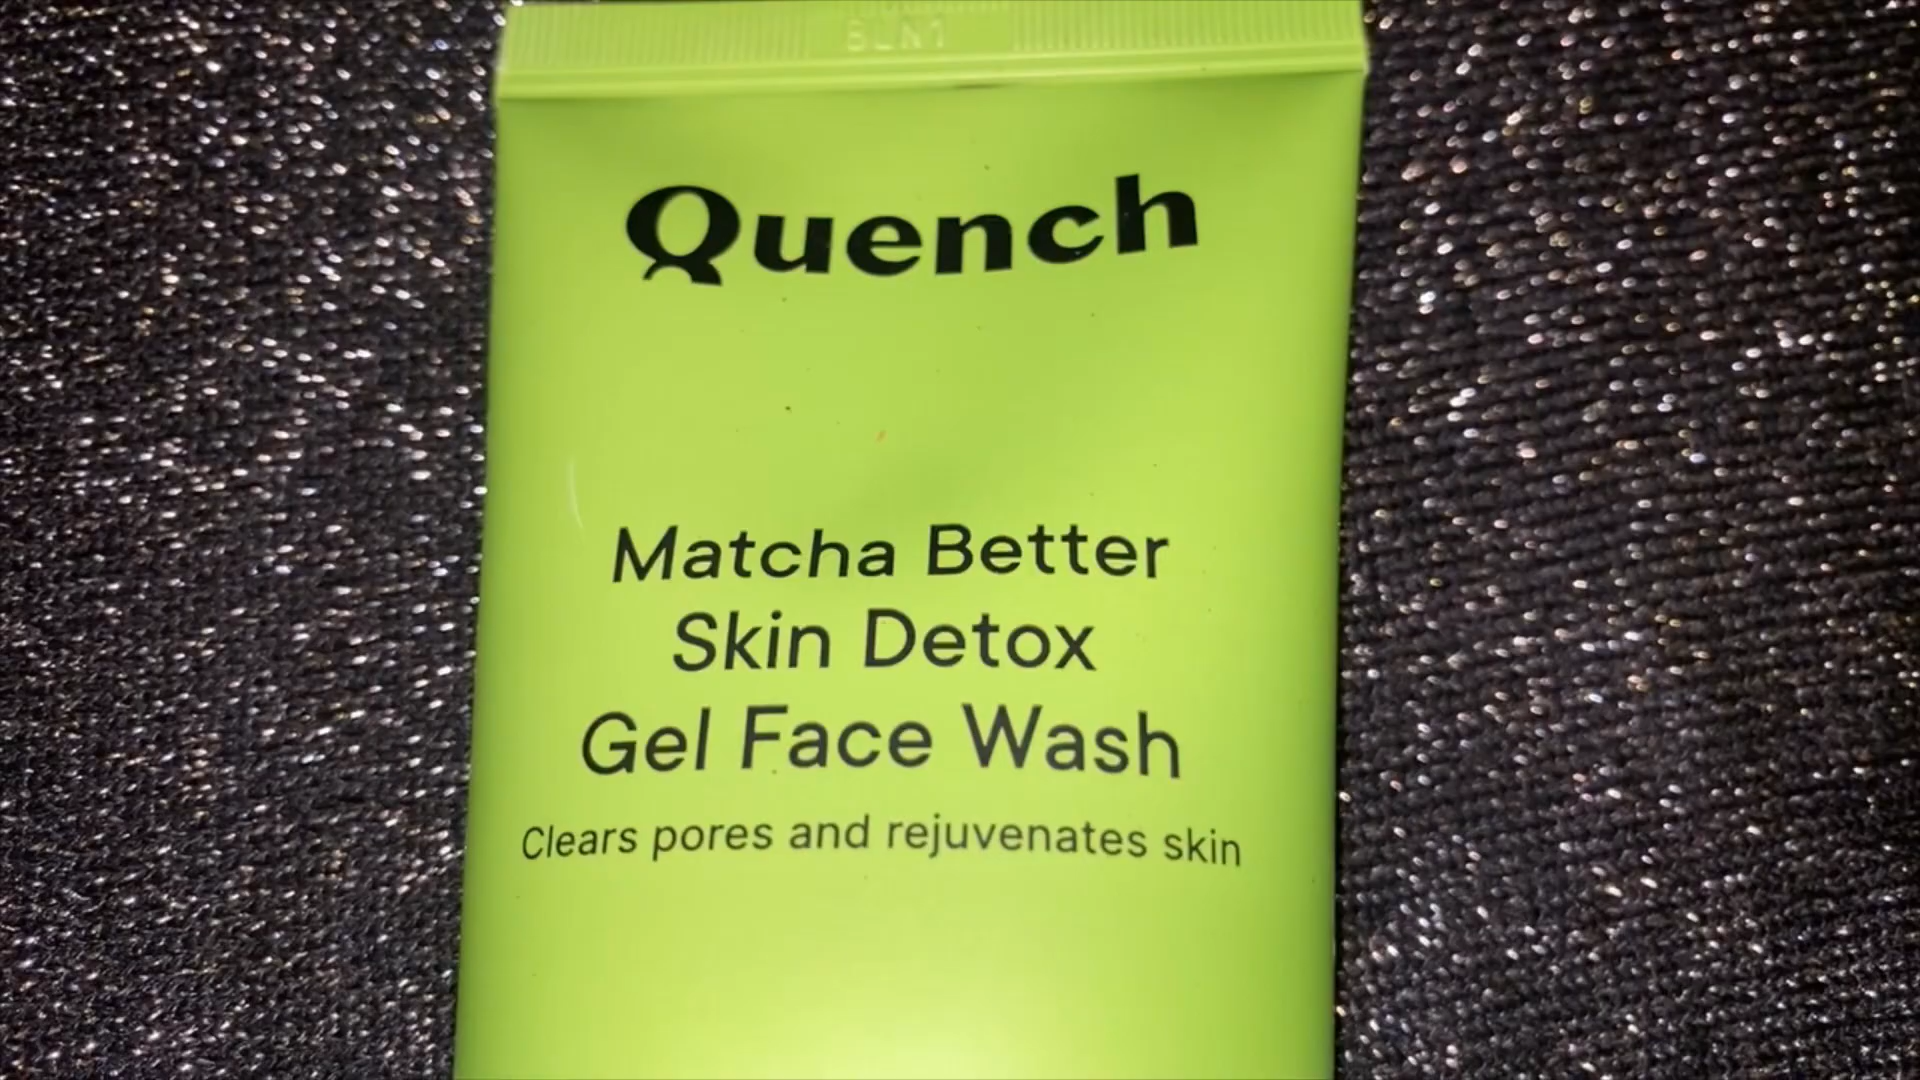 Quench
Matcha Better
Skin Detox
Gel Face Wash
Clears pores and rejuvenates skin